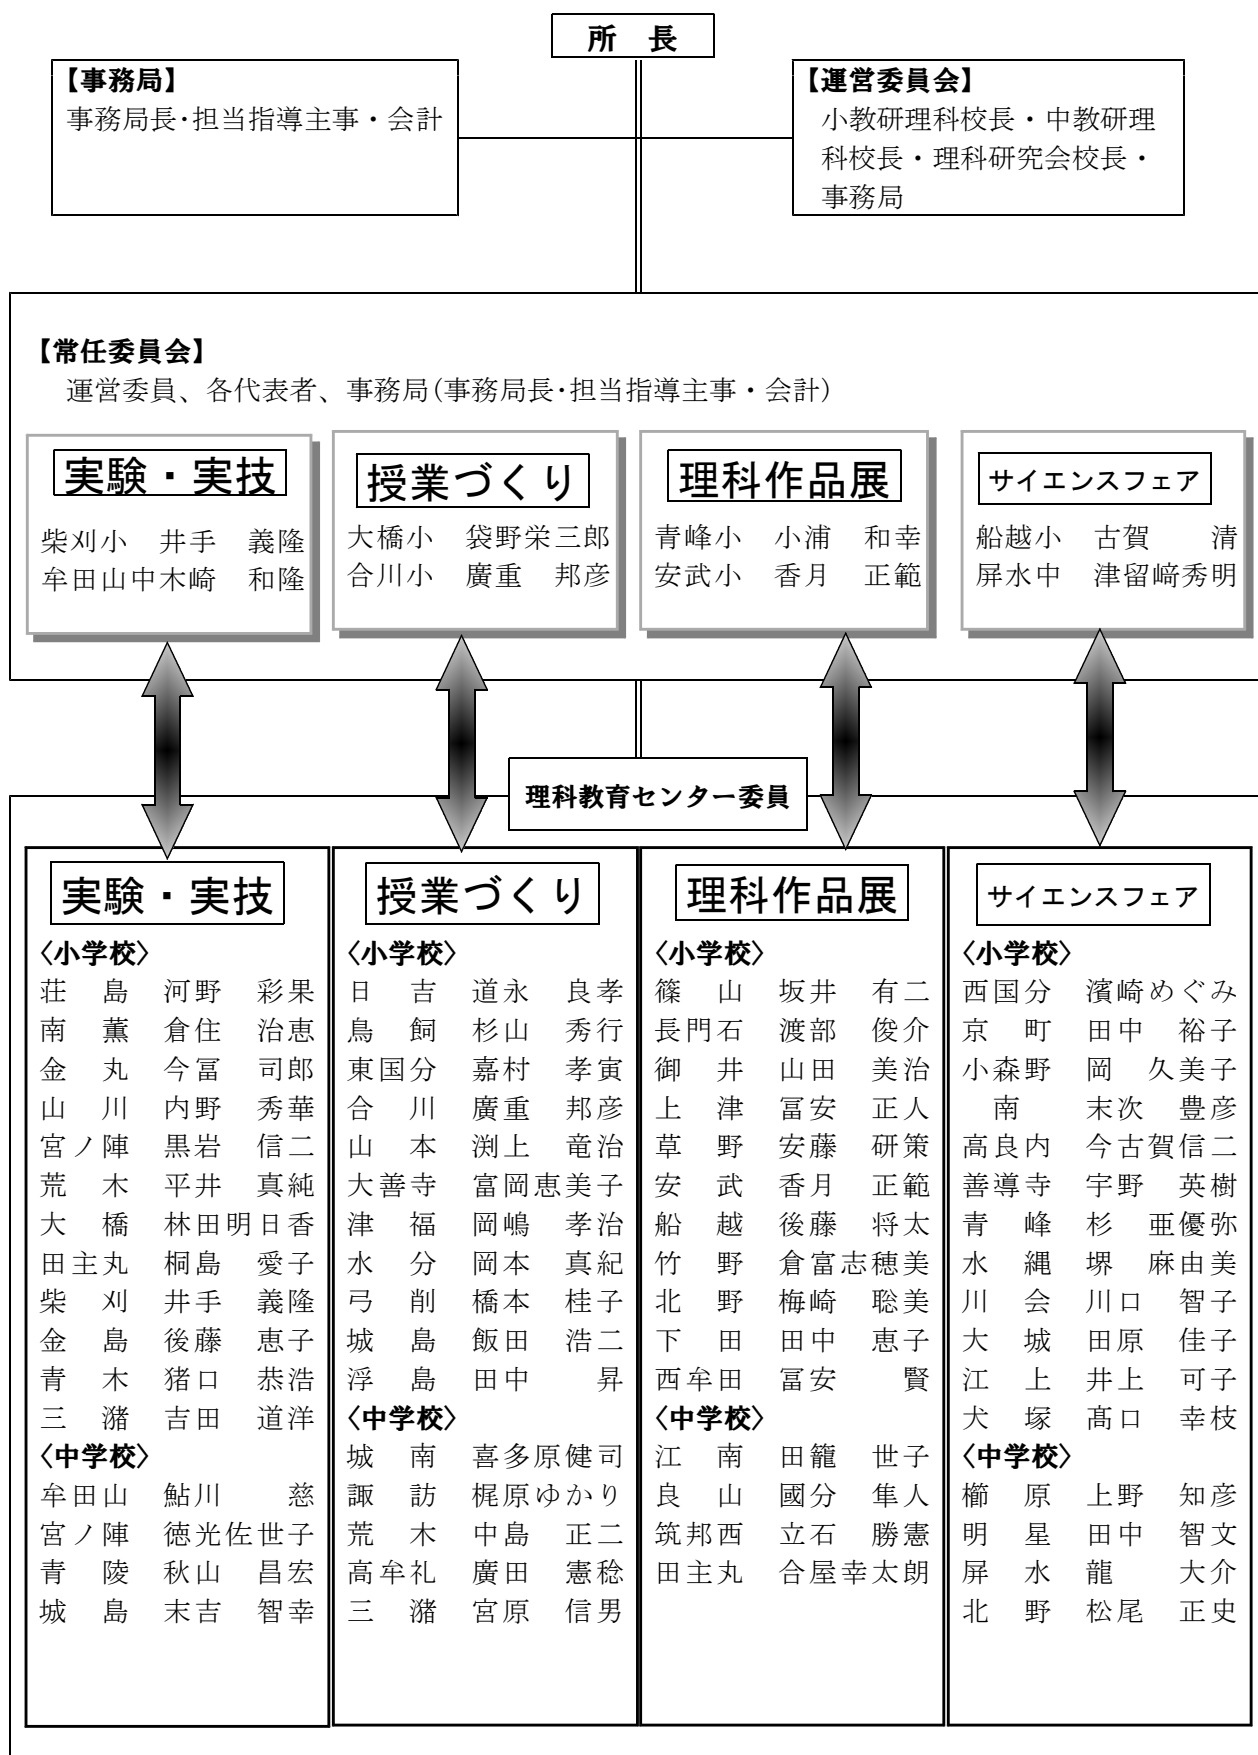 所　長
【事務局】
事務局長・担当指導主事・会計
【運営委員会】
小教研理科校長・中教研理
科校長・理科研究会校長・
事務局
【常任委員会】
運営委員、各代表者、事務局(事務局長・担当指導主事・会計)
実験・実技
柴刈小　井手　義隆
牟田山中木崎　和隆
授業づくり
大橋小　袋野栄三郎
合川小　廣重　邦彦
理科作品展
青峰小　小浦　和幸
安武小　香月　正範
サイエンスフェア
船越小　古賀　　清
屏水中　津留﨑秀明
理科教育センター委員
実験・実技
〈小学校〉
荘　島　河野　彩果
南　薫　倉住　治恵
金　丸　今冨　司郎
山　川　内野　秀華
宮ノ陣　黒岩　信二
荒　木　平井　真純
大　橋　林田明日香
田主丸　桐島　愛子
柴　刈　井手　義隆
金　島　後藤　恵子
青　木　猪口　恭浩
三　潴　吉田　道洋
〈中学校〉
牟田山　鮎川　　慈
宮ノ陣　徳光佐世子
青　陵　秋山　昌宏
城　島　末吉　智幸
授業づくり
〈小学校〉
日　吉　道永　良孝
鳥　飼　杉山　秀行
東国分　嘉村　孝寅
合　川　廣重　邦彦
山　本　渕上　竜治
大善寺　富岡恵美子
津　福　岡嶋　孝治
水　分　岡本　真紀
弓　削　橋本　桂子
城　島　飯田　浩二
浮　島　田中　　昇
〈中学校〉
城　南　喜多原健司
諏　訪　梶原ゆかり
荒　木　中島　正二
高牟礼　廣田　憲稔
三　潴　宮原　信男
理科作品展
〈小学校〉
篠　山　坂井　有二
長門石　渡部　俊介
御　井　山田　美治
上　津　冨安　正人
草　野　安藤　研策
安　武　香月　正範
船　越　後藤　将太
竹　野　倉富志穂美
北　野　梅崎　聡美
下　田　田中　恵子
西牟田　冨安　　賢
〈中学校〉
江　南　田籠　世子
良　山　國分　隼人
筑邦西　立石　勝憲
田主丸　合屋幸太朗
サイエンスフェア
〈小学校〉
西国分　濱崎めぐみ
京　町　田中　裕子
小森野　岡　久美子
南　末次　豊彦
高良内　今古賀信二
善導寺　宇野　英樹
青　峰　杉　亜優弥
水　縄　堺　麻由美
川　会　川口　智子
大　城　田原　佳子
江　上　井上　可子
犬　塚　髙口　幸枝
〈中学校〉
櫛　原　上野　知彦
明　星　田中　智文
屏　水　龍　　大介
北　野　松尾　正史